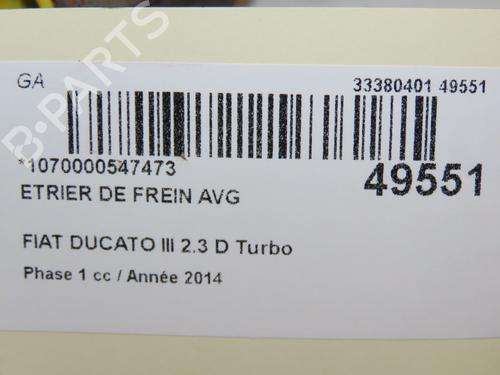 GA
33380401 49551
*1070000547473
49551
ETRIER DE FREIN AVG
FIAT DUCATO III 2.3 D Turbo
Phase 1 cc / Année 2014
B-PARTS